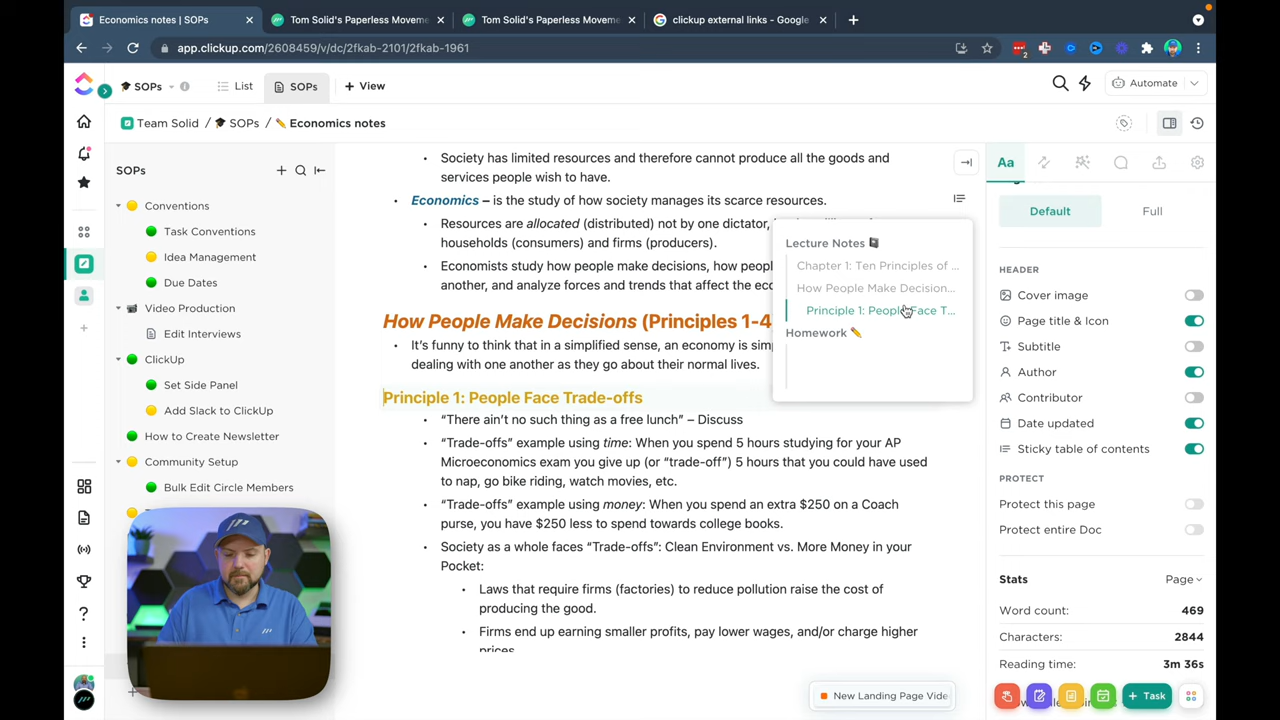 Economics notes | SOPs
Tom Solid's Paperless Moveme
Tom Solid's Paperless Moveme
clickup external links - Google
app.clickup.com/2608459/v/dc/2fkab-2101/2fkab-1961
2
SOPs
List
SOPs
+ View
Automate
Team Solid / SOPs / Economics notes
SOPs
Conventions
Task Conventions
Idea Management
Due Dates
Video Production
Edit Interviews
ClickUp
Set Side Panel
Add Slack to ClickUp
How to Create Newsletter
Community Setup
Bulk Edit Circle Members
Society has limited resources and therefore cannot produce all the goods and
services people wish to have.
Economics – is the study of how society manages its scarce resources.
Resources are allocated (distributed) not by one dictator,
households (consumers) and firms (producers).
Economists study how people make decisions, how peop
another, and analyze forces and trends that affect the ec
How People Make Decisions (Principles 1-4
It's funny to think that in a simplified sense, an economy is sim
dealing with one another as they go about their normal lives.
Principle 1: People Face Trade-offs
“There ain't no such thing as a free lunch” – Discuss
“Trade-offs” example using time: When you spend 5 hours studying for your AP
Microeconomics exam you give up (or “trade-off”) 5 hours that you could have used
to nap, go bike riding, watch movies, etc.
“Trade-offs” example using money: When you spend an extra $250 on a Coach
purse, you have $250 less to spend towards college books.
Society as a whole faces “Trade-offs”: Clean Environment vs. More Money in your
Pocket:
Laws that require firms (factories) to reduce pollution raise the cost of
producing the good.
Firms end up earning smaller profits, pay lower wages, and/or charge higher
prices.
Lecture Notes
Chapter 1: Ten Principles of ...
How People Make Decision...
Principle 1: People Face T...
Homework
Aa
Default
Full
HEADER
Cover image
Page title & Icon
Subtitle
Author
Contributor
Date updated
Sticky table of contents
PROTECT
Protect this page
Protect entire Doc
Stats
Page
Word count: 469
Characters: 2844
Reading time: 3m 36s
New Landing Page Vide
+ Task